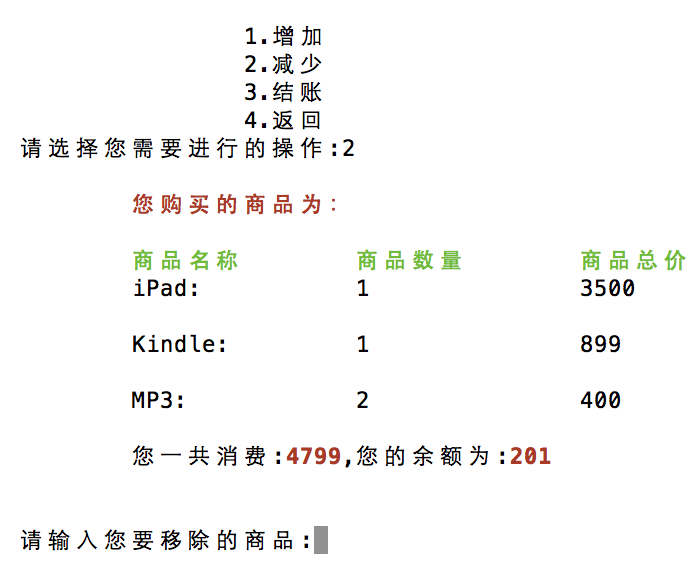 1.增加
2.减少
3.结账
4.返回
请选择您需要进行的操作:2
您购买的商品为:
商品名称 商品数量 商品总价
iPad: 1 3500
Kindle: 1 899
MP3: 2 400
您一共消费:4799,您的余额为:201
请输入您要移除的商品: